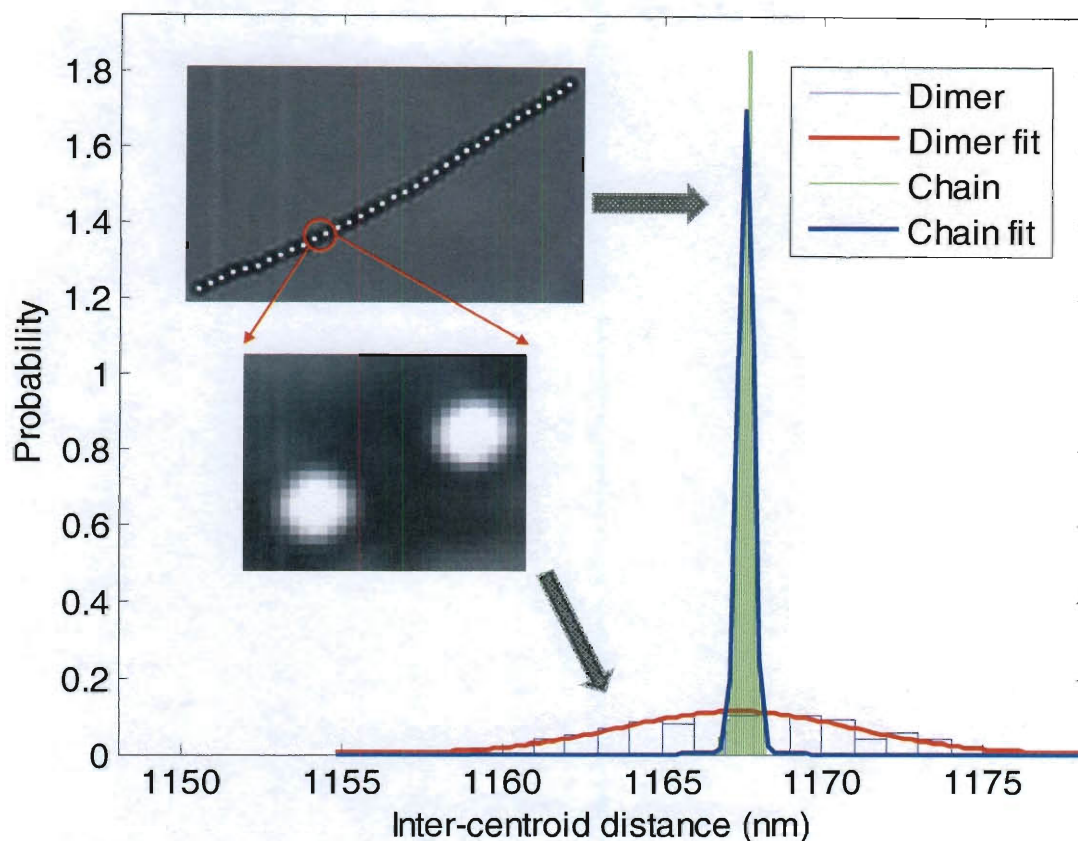 1.8
1.6
1.4
1.2
1
0.8
0.6
0.4
0.2
0
Probability
Dimer
Dimer fit
Chain
Chain fit
1150 1155 1160 1165 1170 1175
Inter-centroid distance (nm)